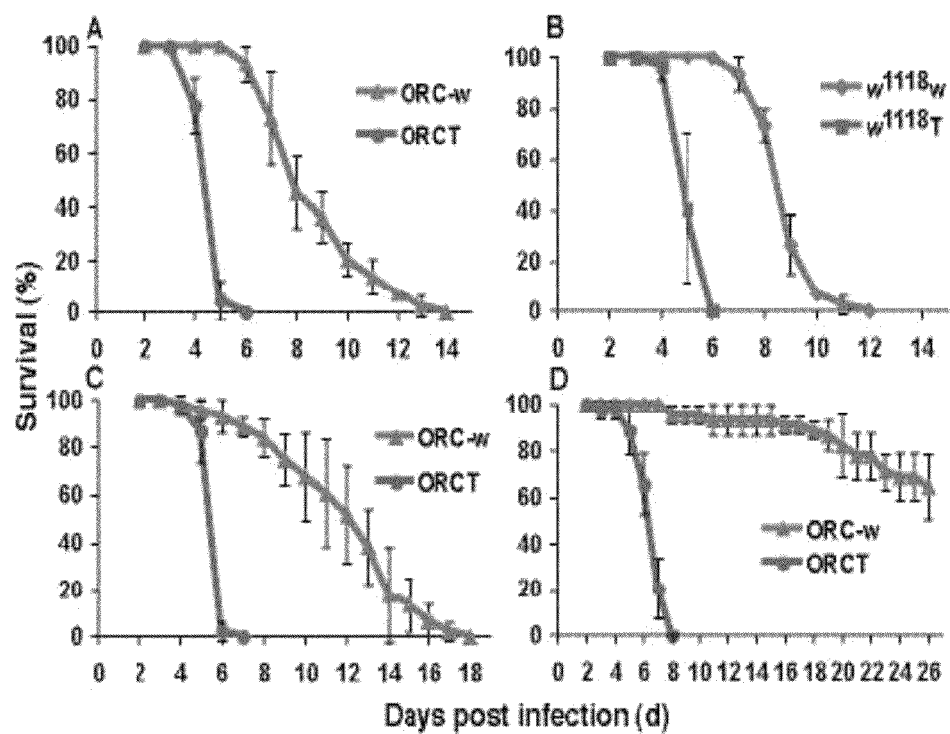 A
100
80
60
40
20
0
ORC-w
ORCT
0 2 4 6 8 10 12 14
B
100
80
60
40
20
0
w1118w
w1118T
0 2 4 6 8 10 12 14
Survival (%)
C
100
80
60
40
20
0
ORC-w
ORCT
0 2 4 6 8 10 12 14 16 18
D
100
80
60
40
20
0
ORC-w
ORCT
0 2 4 6 8 10 12 14 16 18 20 22 24 26
Days post infection (d)